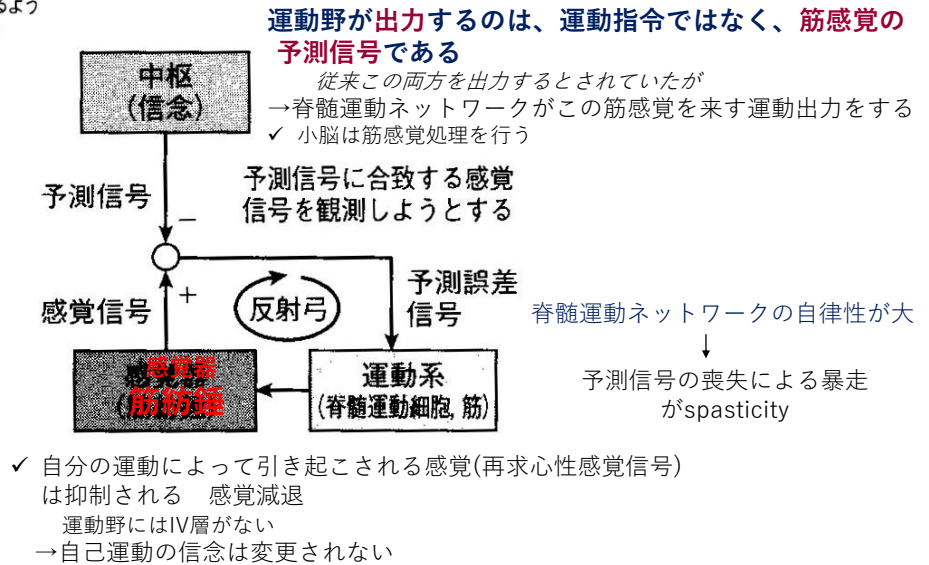 るよう
運動野が出力するのは、運動指令ではなく、筋感覚の
予測信号である
従来この両方を出力するとされていたが
→脊髄運動ネットワークがこの筋感覚を来す運動出力をする
✓ 小脳は筋感覚処理を行う
中枢
(信念)
予測信号
予測信号に合致する感覚
信号を観測しようとする
−
+
感覚信号
反射弓
予測誤差
信号
感覚器
筋紡錘
運動系
(脊髄運動細胞, 筋)
脊髄運動ネットワークの自律性が大
↓
予測信号の喪失による暴走
がspasticity
✓ 自分の運動によって引き起こされる感覚(再求心性感覚信号)
は抑制される 感覚減退
運動野にはIV層がない
→自己運動の信念は変更されない